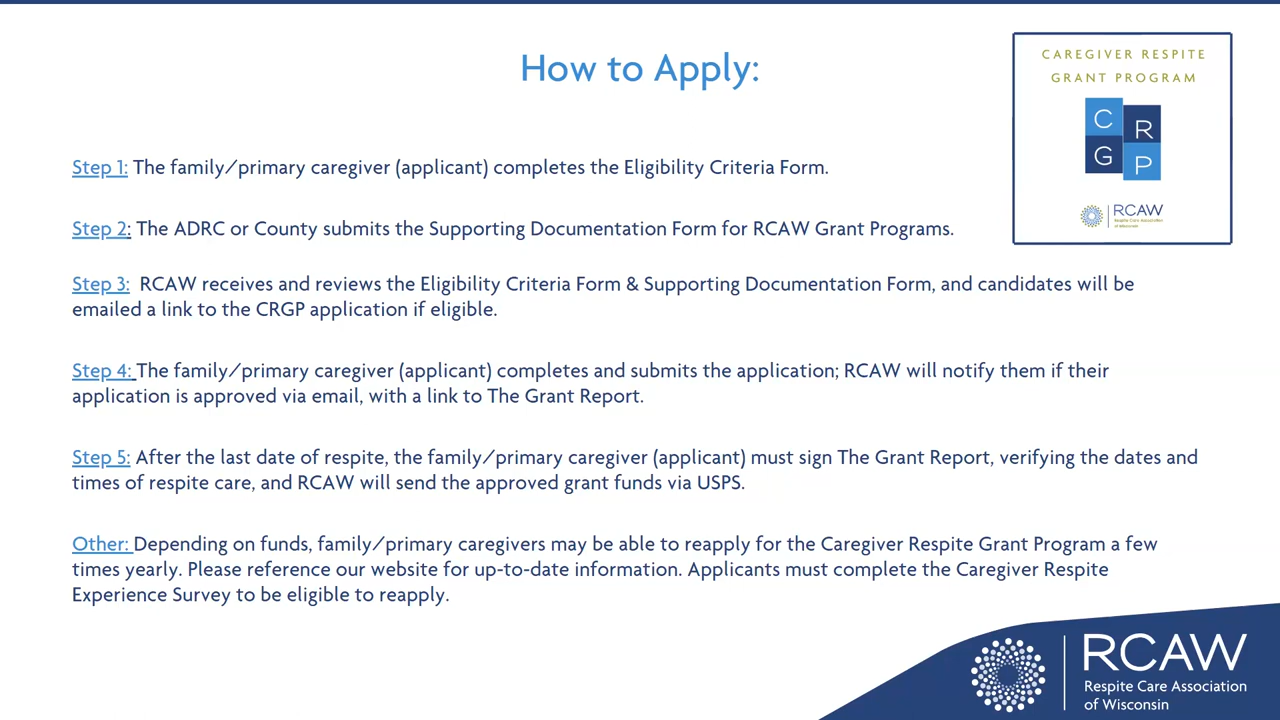 How to Apply:
CAREGIVER RESPITE
GRANT PROGRAM
C
R
G
P
RCAW
Respite Care Association
of Wisconsin
Step 1: The family/primary caregiver (applicant) completes the Eligibility Criteria Form.
Step 2: The ADRC or County submits the Supporting Documentation Form for RCAW Grant Programs.
Step 3:  RCAW receives and reviews the Eligibility Criteria Form & Supporting Documentation Form, and candidates will be
emailed a link to the CRGP application if eligible.
Step 4: The family/primary caregiver (applicant) completes and submits the application; RCAW will notify them if their
application is approved via email, with a link to The Grant Report.
Step 5: After the last date of respite, the family/primary caregiver (applicant) must sign The Grant Report, verifying the dates and
times of respite care, and RCAW will send the approved grant funds via USPS.
Other: Depending on funds, family/primary caregivers may be able to reapply for the Caregiver Respite Grant Program a few
times yearly. Please reference our website for up-to-date information. Applicants must complete the Caregiver Respite
Experience Survey to be eligible to reapply.
RCAW
Respite Care Association
of Wisconsin